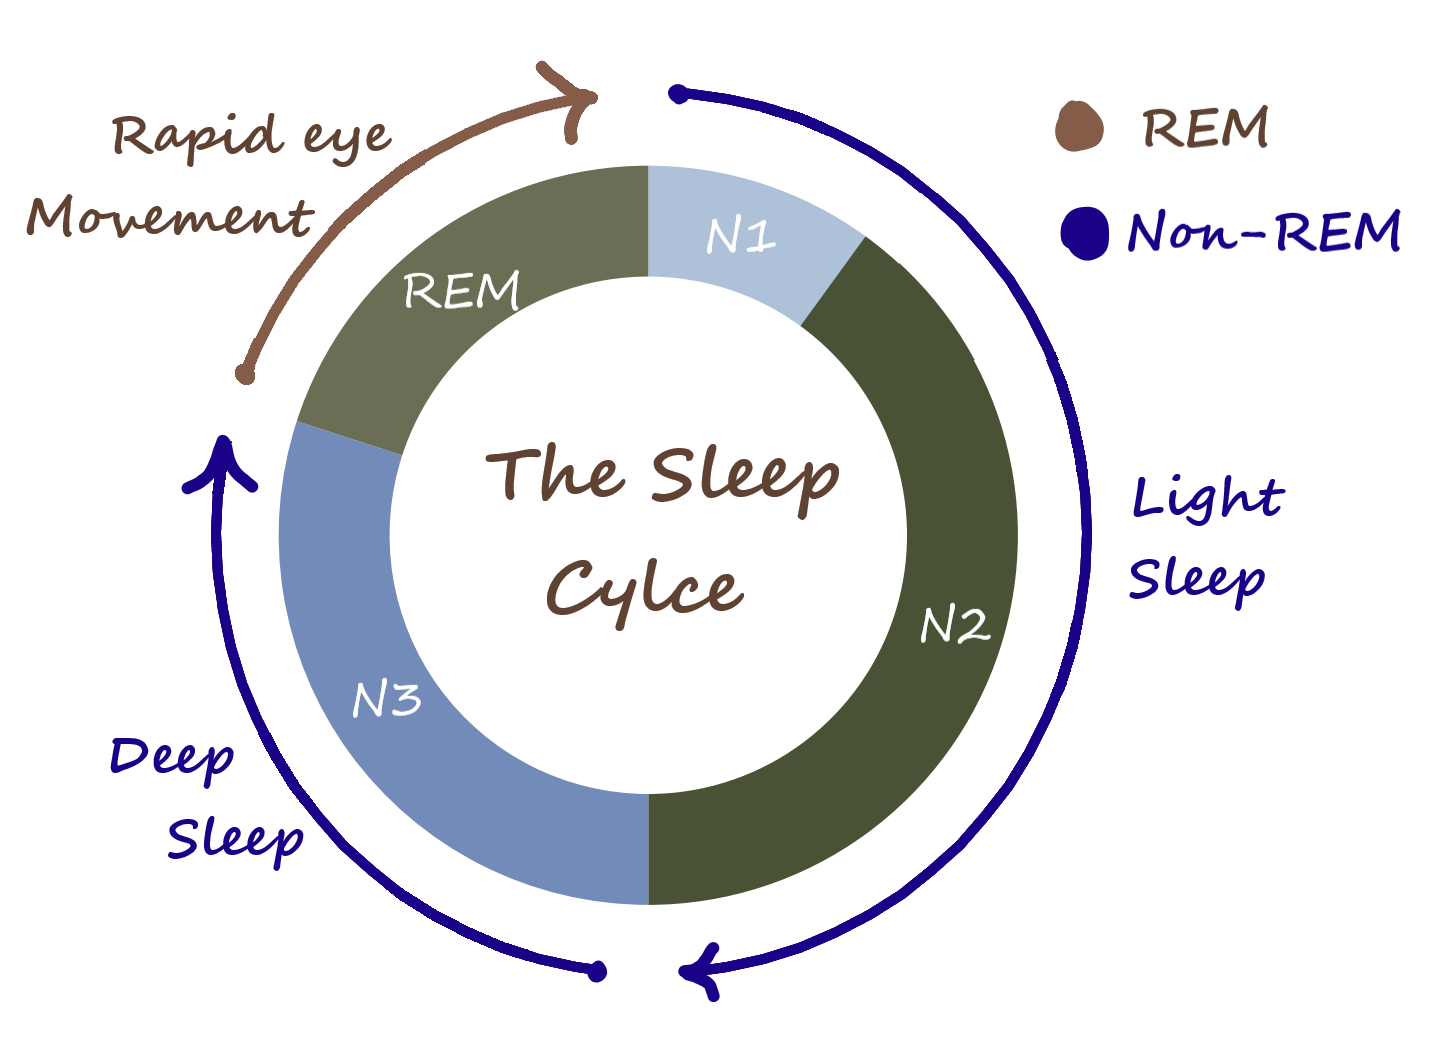 Rapid eye
Movement
REM
Non-REM
N1
REM
The Sleep
Cylce
Light
Sleep
N2
N3
Deep
Sleep